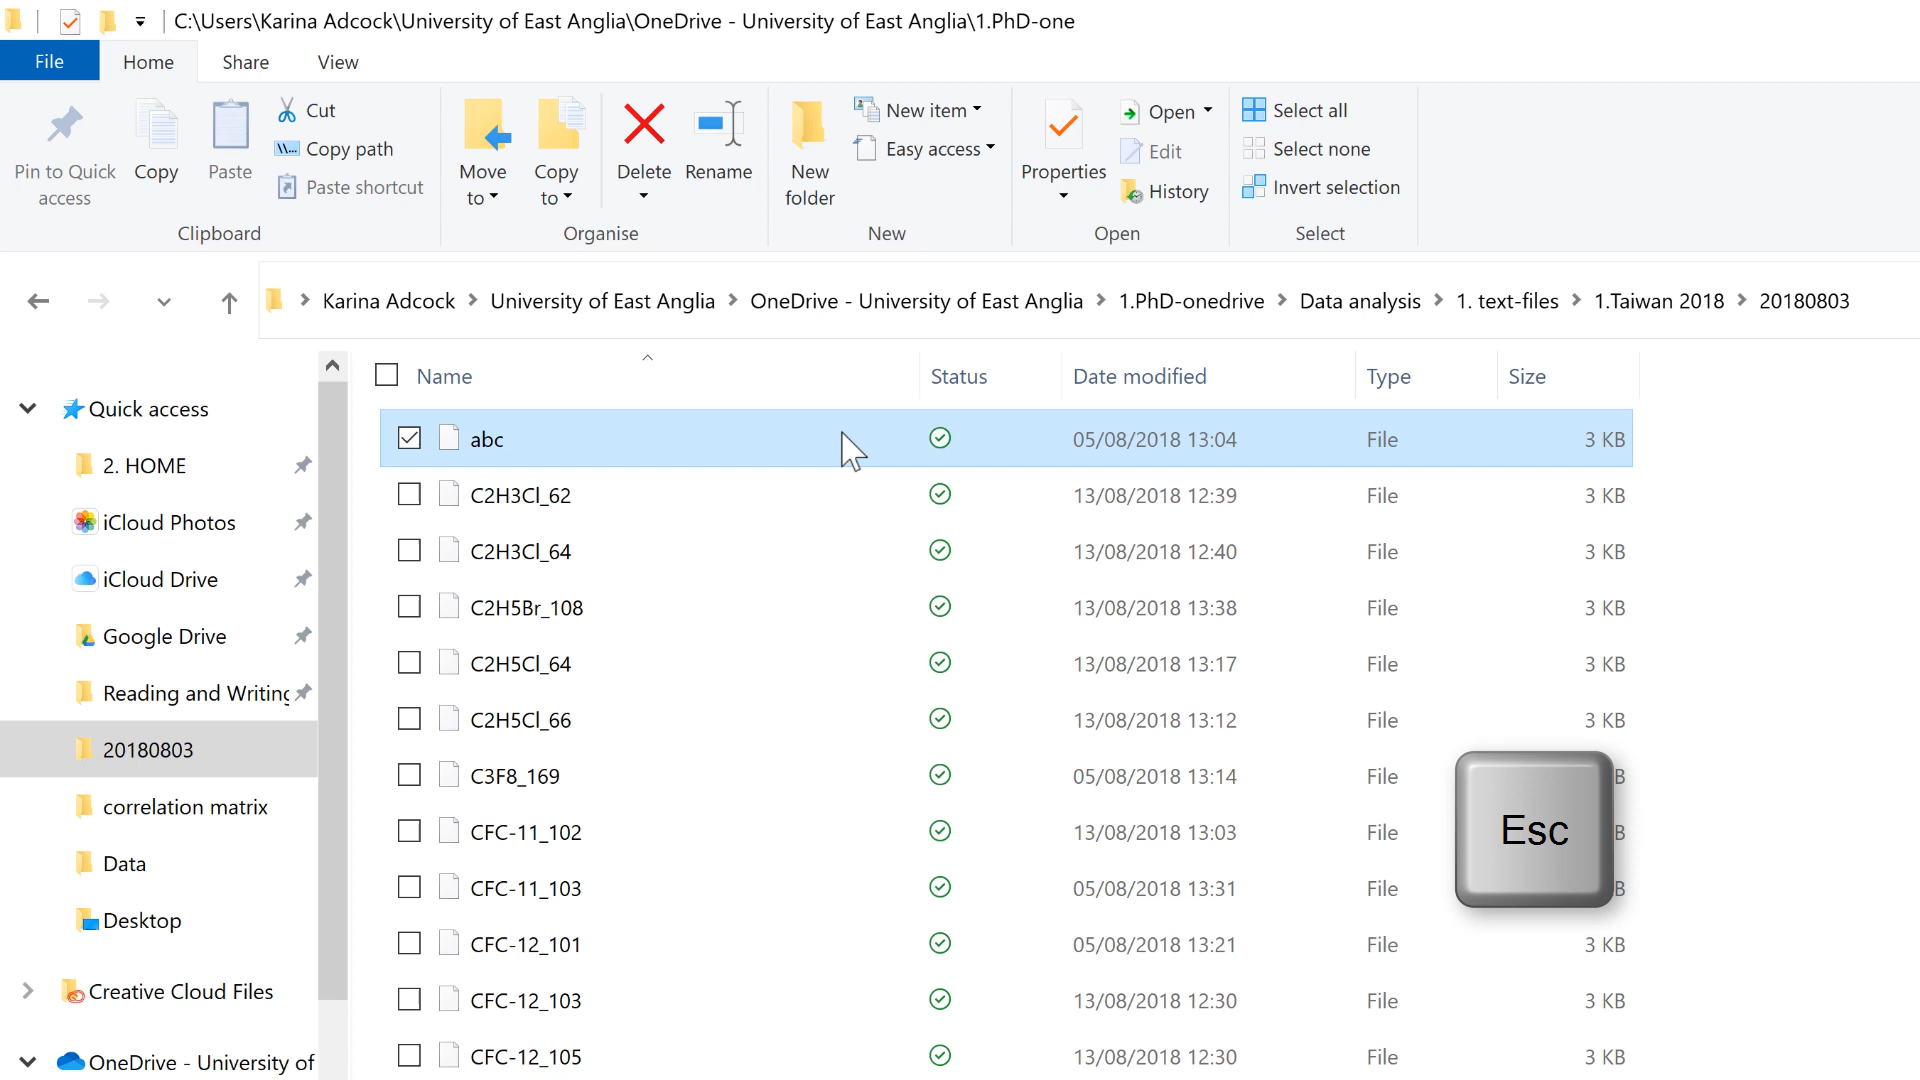 C:\Users\Karina Adcock\University of East Anglia\OneDrive - University of East Anglia\1.PhD-one
File Home Share View
Pin to Quick access
Copy
Paste
Cut
Copy path
Paste shortcut
Clipboard
Move to
Copy to
Delete
Rename
Organise
New folder
New item
Easy access
New
Properties
Open
Edit
History
Open
Select all
Select none
Invert selection
Select
Karina Adcock > University of East Anglia > OneDrive - University of East Anglia > 1.PhD-onedrive > Data analysis > 1. text-files > 1.Taiwan 2018 > 20180803
Quick access
2. HOME
iCloud Photos
iCloud Drive
Google Drive
Reading and Writing
20180803
correlation matrix
Data
Desktop
Creative Cloud Files
OneDrive - University of
Name Status Date modified Type Size
abc 05/08/2018 13:04 File 3 KB
C2H3Cl_62 13/08/2018 12:39 File 3 KB
C2H3Cl_64 13/08/2018 12:40 File 3 KB
C2H5Br_108 13/08/2018 13:38 File 3 KB
C2H5Cl_64 13/08/2018 13:17 File 3 KB
C2H5Cl_66 13/08/2018 13:12 File 3 KB
C3F8_169 05/08/2018 13:14 File B
CFC-11_102 13/08/2018 13:03 File B
CFC-11_103 05/08/2018 13:31 File B
CFC-12_101 05/08/2018 13:21 File 3 KB
CFC-12_103 13/08/2018 12:30 File 3 KB
CFC-12_105 13/08/2018 12:30 File 3 KB
Esc